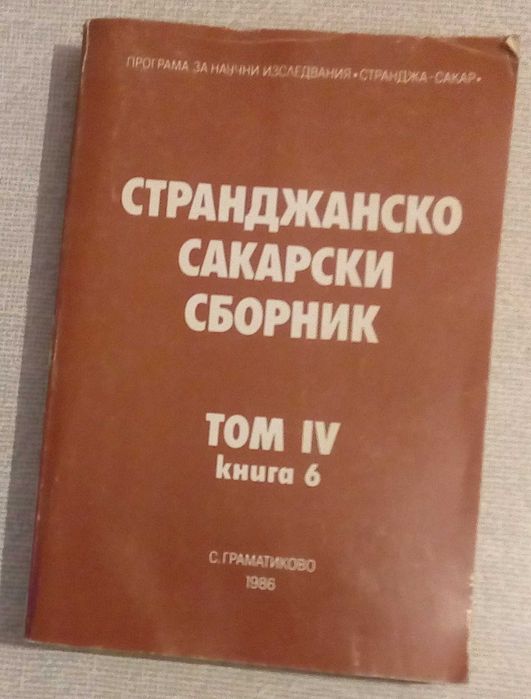 ПРОГРАМА ЗА НАУЧНИ ИЗСЛЕДВАНИЯ • СТРАНДЖА-САКАР •
СТРАНДЖАНСКО
САКАРСКИ
СБОРНИК
ТОМ IV
книга 6
С. ГРАМАТИКОВО
1986